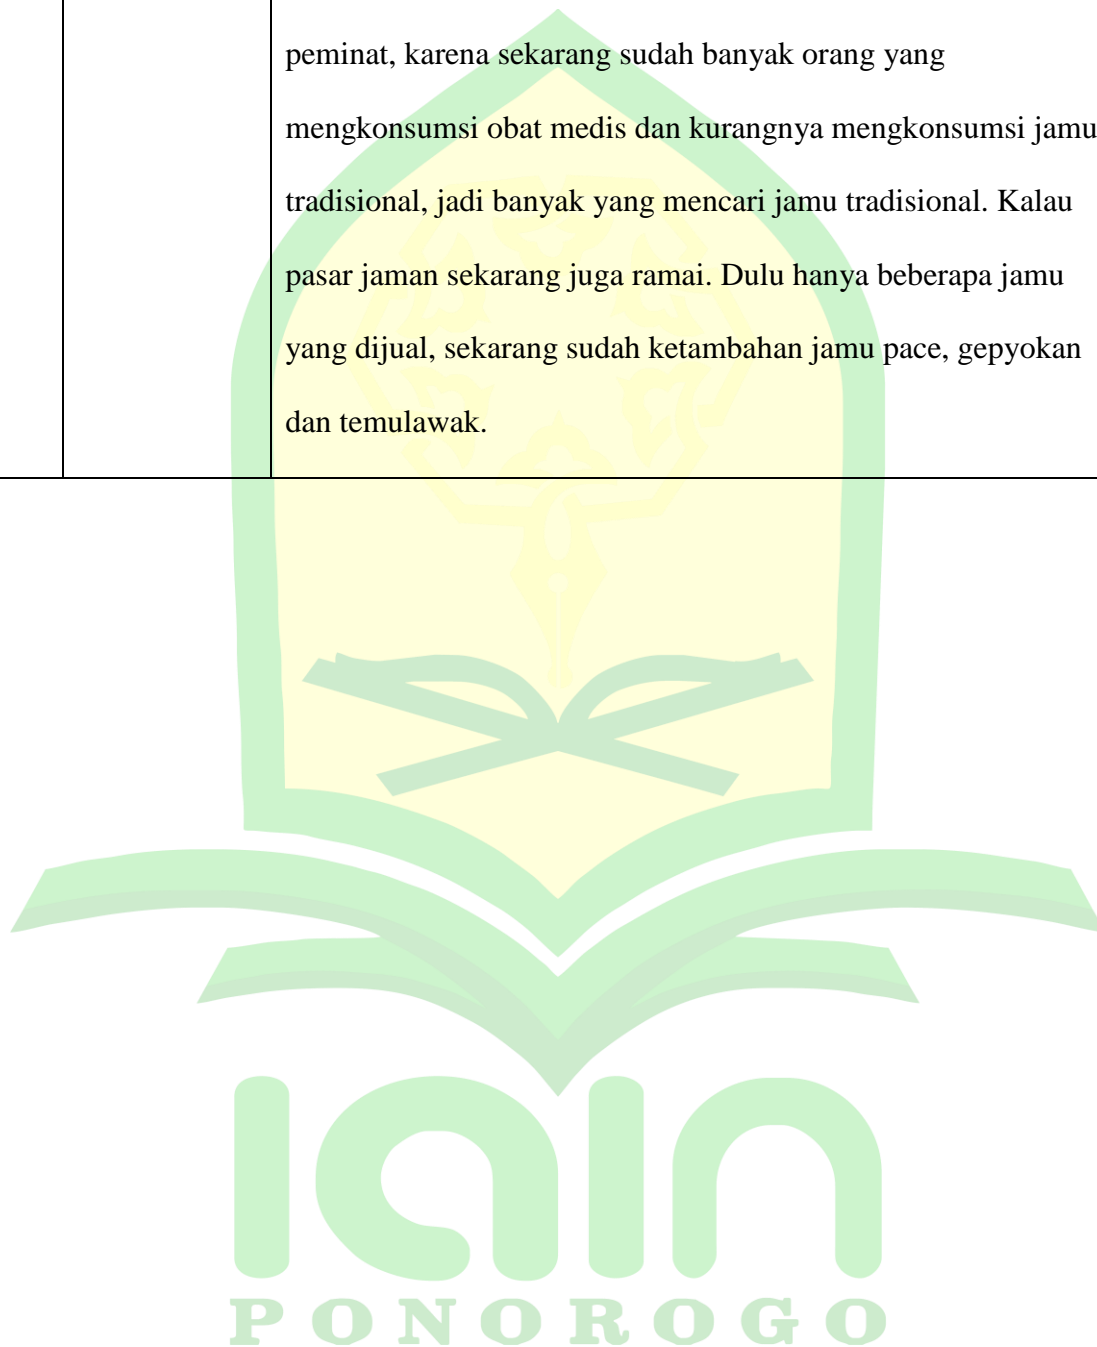 peminat, karena sekarang sudah banyak orang yang
mengkonsumsi obat medis dan kurangnya mengkonsumsi jamu
tradisional, jadi banyak yang mencari jamu tradisional. Kalau
pasar jaman sekarang juga ramai. Dulu hanya beberapa jamu
yang dijual, sekarang sudah ketambahan jamu pace, gepyokan
dan temulawak.
iain
PONOROGO